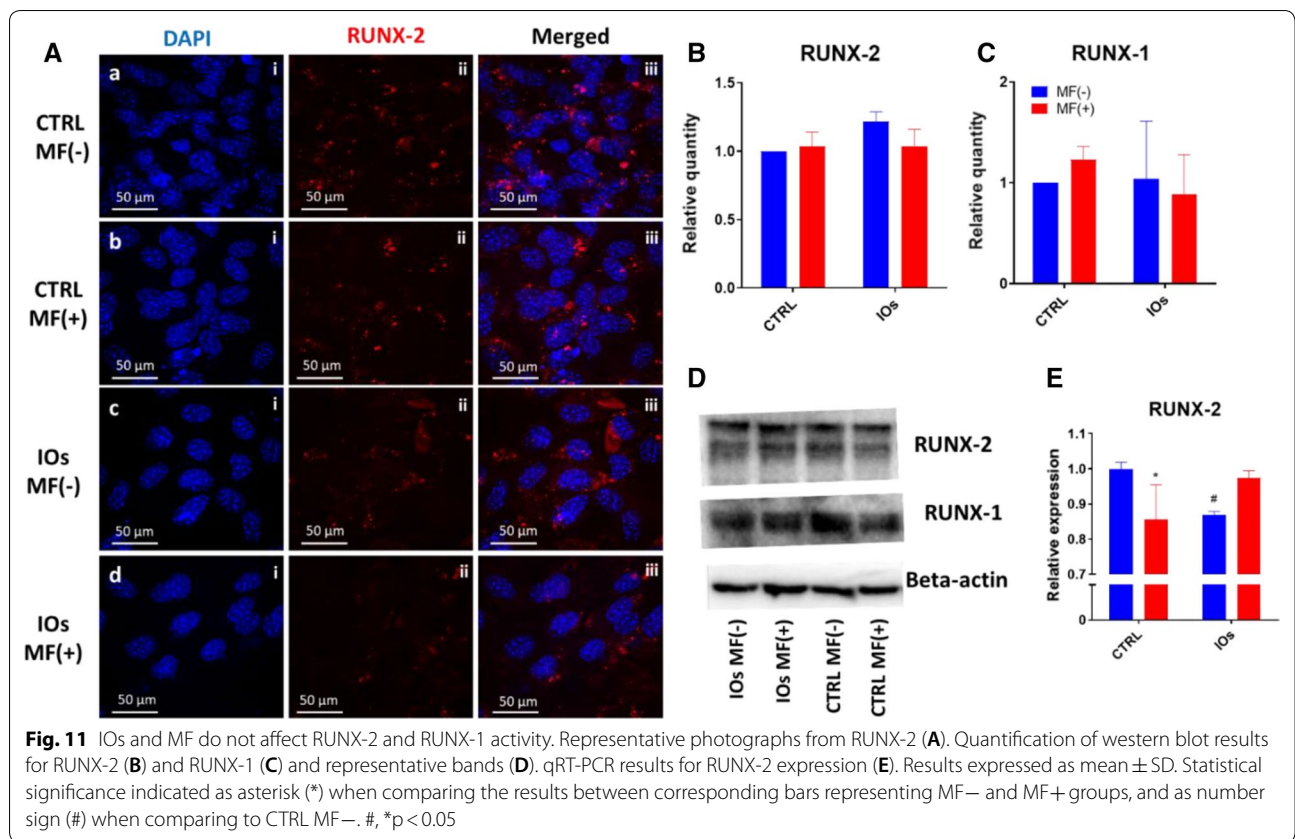 A
DAPI
RUNX-2
Merged
CTRL
MF(-)
a
i
ii
iii
50 µm
50 µm
50 µm
CTRL
MF(+)
b
i
ii
iii
50 µm
50 µm
50 µm
IOs
MF(-)
c
i
ii
iii
50 µm
50 µm
50 µm
IOs
MF(+)
d
i
ii
iii
50 µm
50 µm
50 µm
B
RUNX-2
Relative quantity
1.5
1.0
0.5
0.0
CTRL
IOs
C
RUNX-1
MF(-)
MF(+)
Relative quantity
2
1
0
CTRL
IOs
D
RUNX-2
RUNX-1
Beta-actin
IOs MF(-)
IOs MF(+)
CTRL MF(-)
CTRL MF(+)
E
RUNX-2
Relative expression
1.1
1.0
0.9
0.8
0.7
0
*
#
CTRL
IOs
Fig. 11 IOs and MF do not affect RUNX-2 and RUNX-1 activity. Representative photographs from RUNX-2 (A). Quantification of western blot results
for RUNX-2 (B) and RUNX-1 (C) and representative bands (D). qRT-PCR results for RUNX-2 expression (E). Results expressed as mean ± SD. Statistical
significance indicated as asterisk (*) when comparing the results between corresponding bars representing MF− and MF+ groups, and as number
sign (#) when comparing to CTRL MF−. #, *p < 0.05